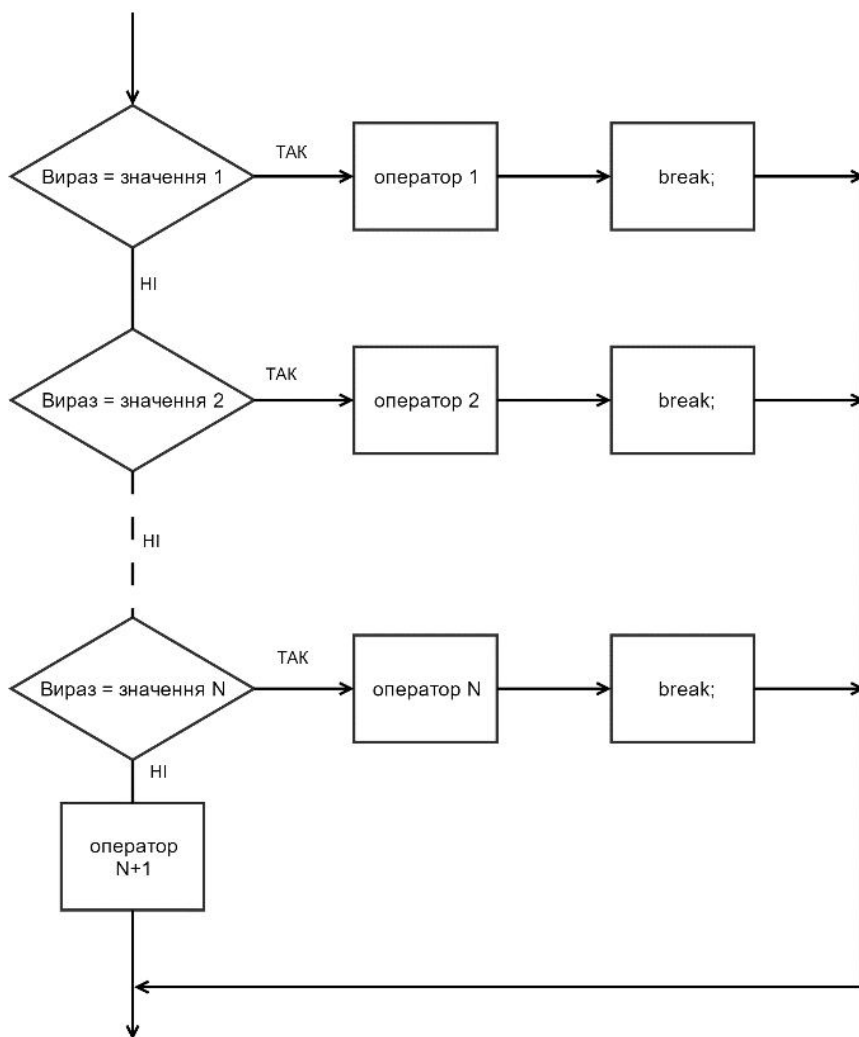 Вираз = значення 1
ТАК
оператор 1
break;
НІ
Вираз = значення 2
ТАК
оператор 2
break;
НІ
Вираз = значення N
ТАК
оператор N
break;
НІ
оператор
N+1